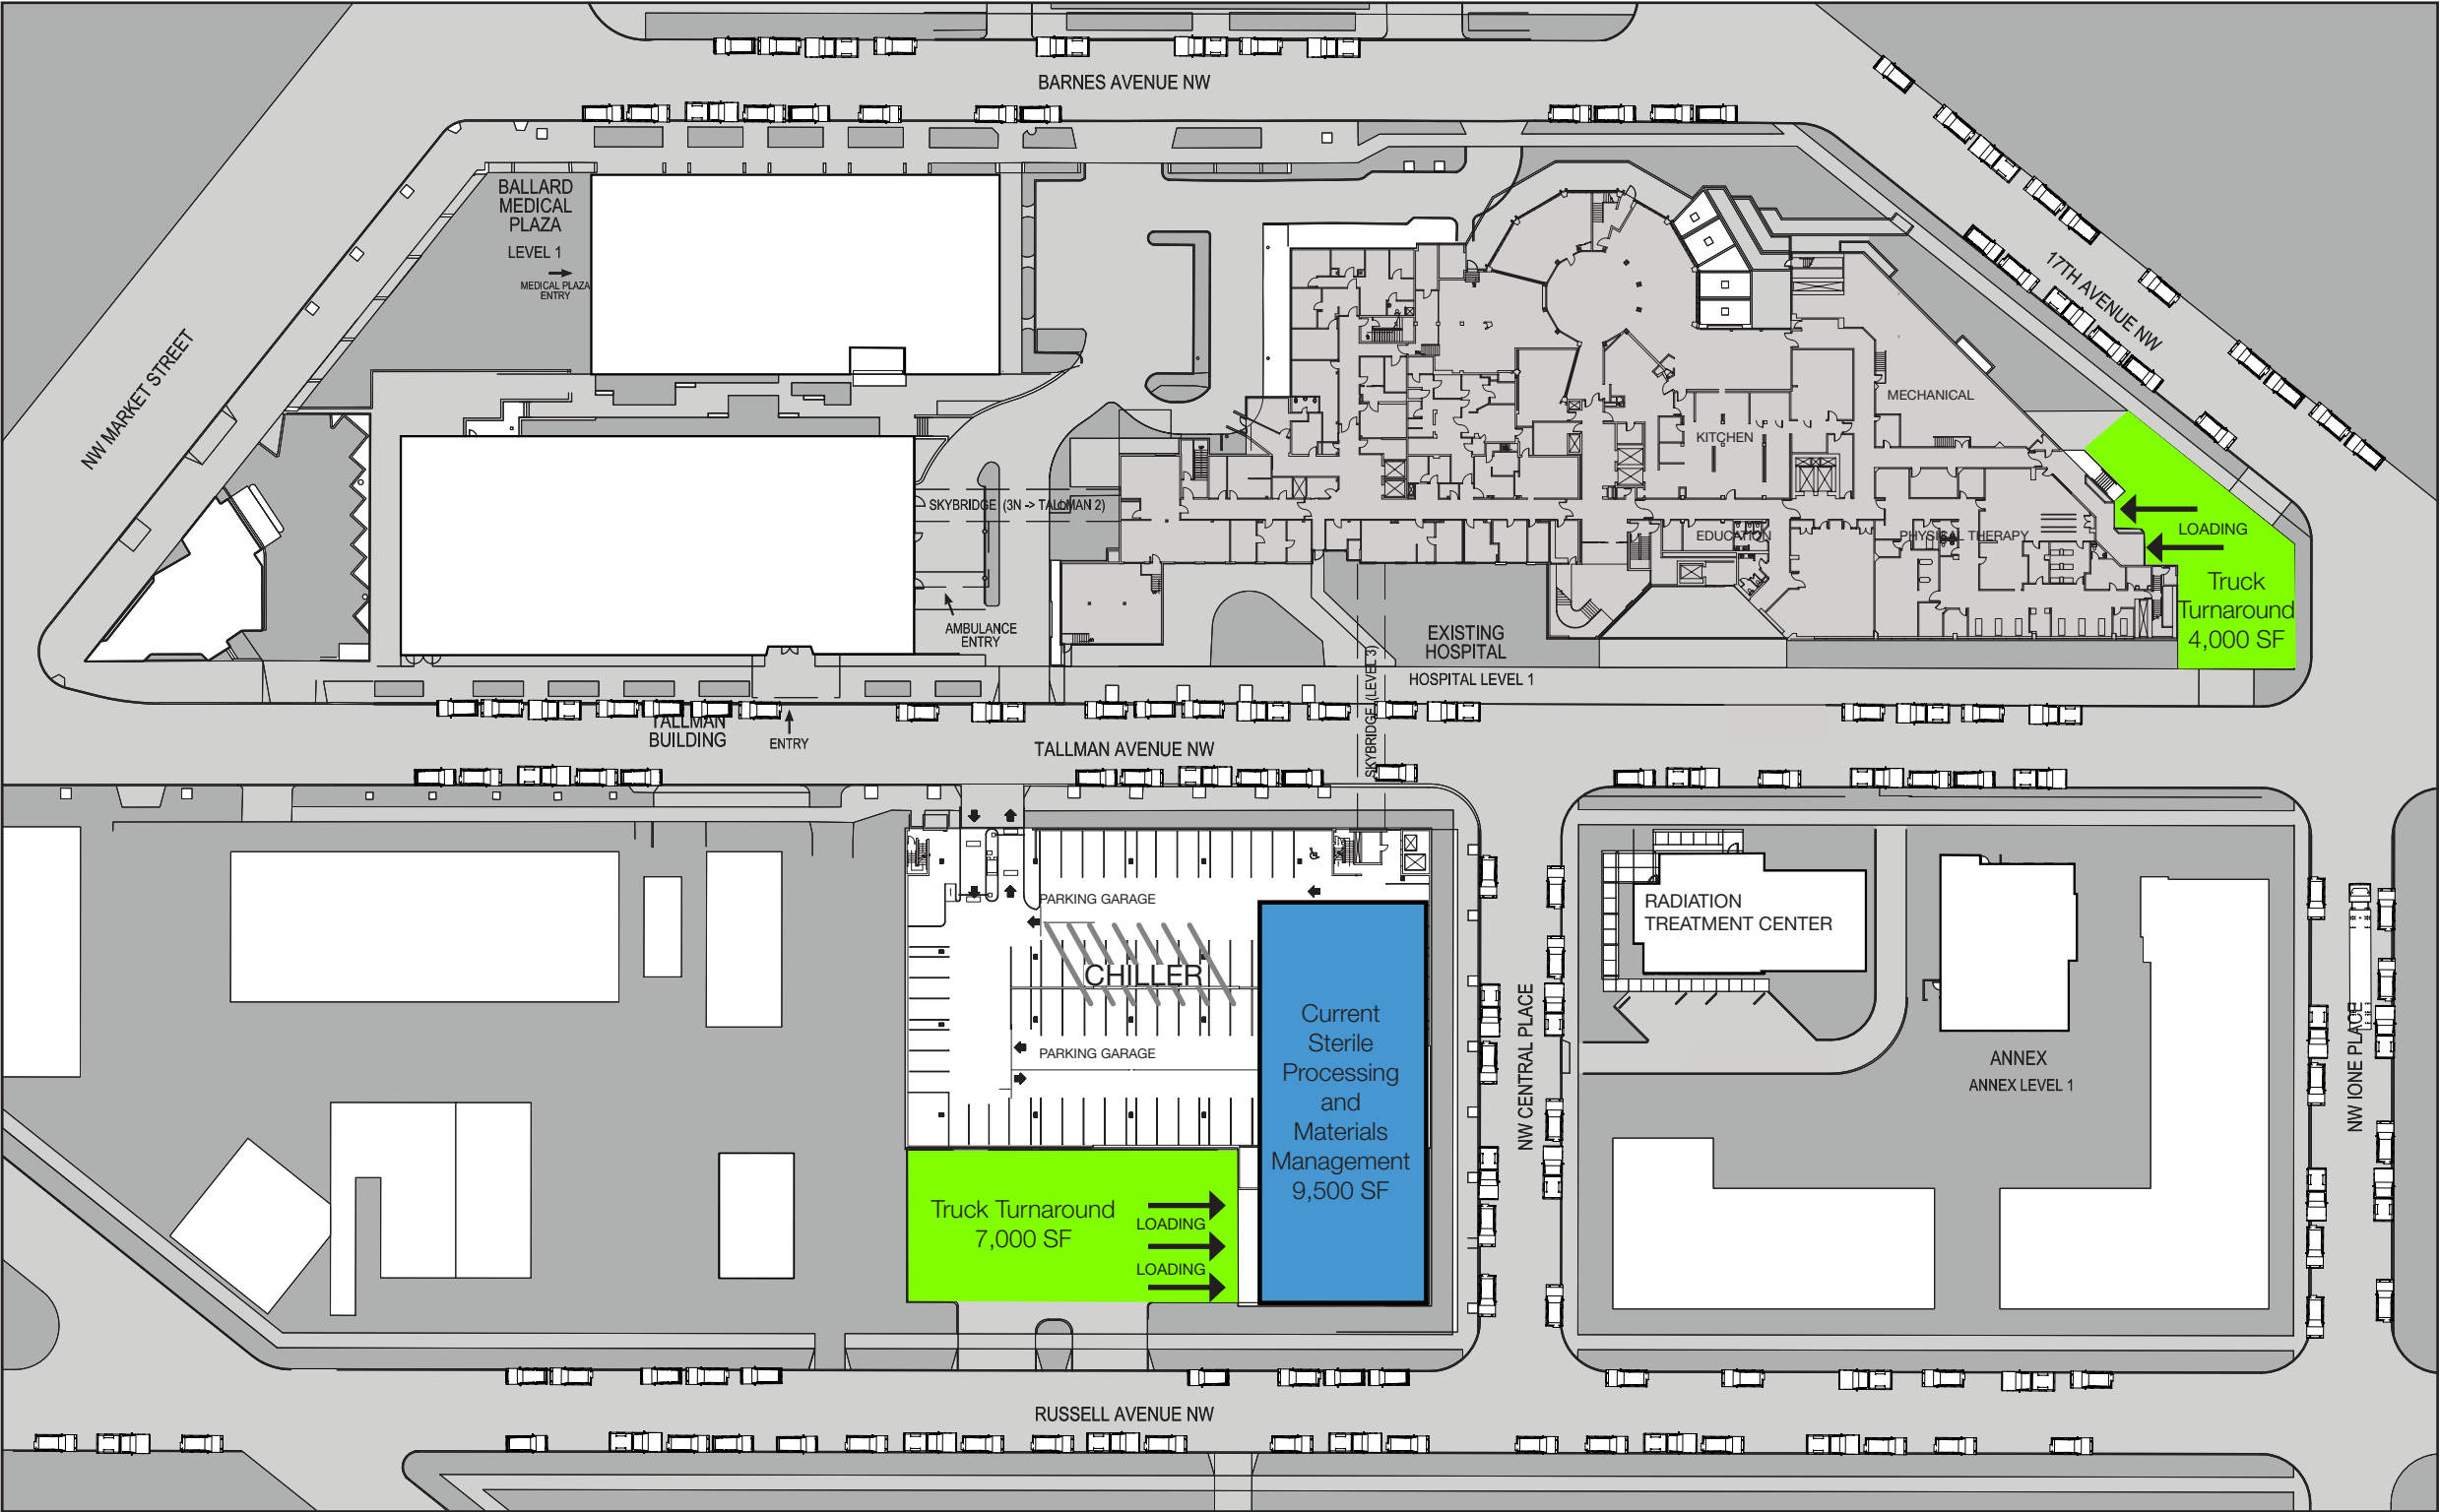 BARNES AVENUE NW
BALLARD
MEDICAL
PLAZA
LEVEL 1
MEDICAL PLAZA
ENTRY
NW MARKET STREET
17TH AVENUE NW
MECHANICAL
KITCHEN
SKYBRIDGE (3N -> TALOMAN 2)
EDUCATION
PHYSICAL THERAPY
LOADING
Truck
Turnaround
4,000 SF
AMBULANCE
ENTRY
EXISTING
HOSPITAL
HOSPITAL LEVEL 1
SKYBRIDGE (LEVEL 3)
TALLMAN
BUILDING
ENTRY
TALLMAN AVENUE NW
PARKING GARAGE
CHILLER
PARKING GARAGE
Current
Sterile
Processing
and
Materials
Management
9,500 SF
Truck Turnaround
7,000 SF
LOADING
LOADING
NW CENTRAL PLACE
RADIATION
TREATMENT CENTER
ANNEX
ANNEX LEVEL 1
NW IONE PLACE
RUSSELL AVENUE NW